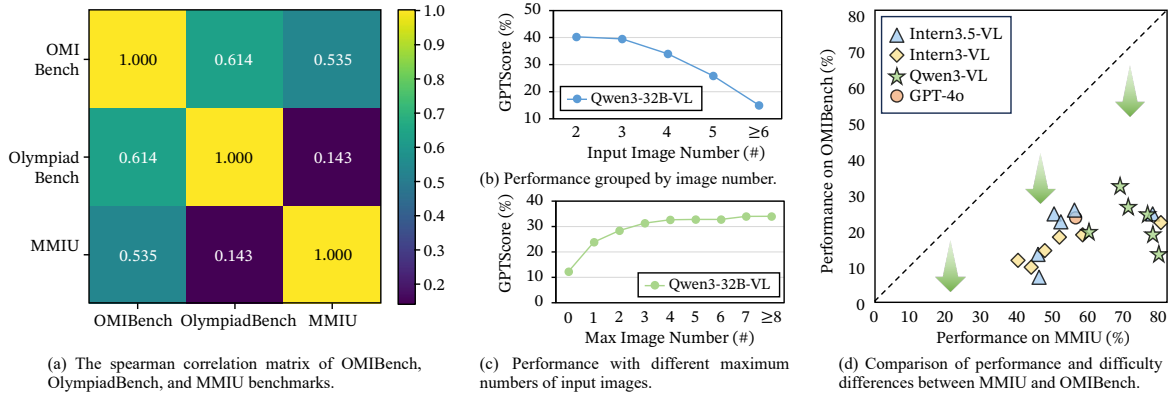 OMI
Bench
Olympiad
Bench
MMIU
1.000
0.614
0.535
0.614
1.000
0.143
0.535
0.143
1.000
OMIBench
OlympiadBench
MMIU
1.0
0.9
0.8
0.7
0.6
0.5
0.4
0.3
0.2
(a) The spearman correlation matrix of OMIBench,
OlympiadBench, and MMIU benchmarks.
GPTScore (%)
50
40
30
20
10
Qwen3-32B-VL
2 3 4 5 ≥6
Input Image Number (#)
(b) Performance grouped by image number.
GPTScore (%)
40
30
20
10
0
Qwen3-32B-VL
0 1 2 3 4 5 6 7 ≥8
Max Image Number (#)
(c) Performance with different maximum
numbers of input images.
Performance on OMIBench (%)
80
70
60
50
40
30
20
10
0
Intern3.5-VL
Intern3-VL
Qwen3-VL
GPT-4o
0 10 20 30 40 50 60 70 80
Performance on MMIU (%)
(d) Comparison of performance and difficulty
differences between MMIU and OMIBench.